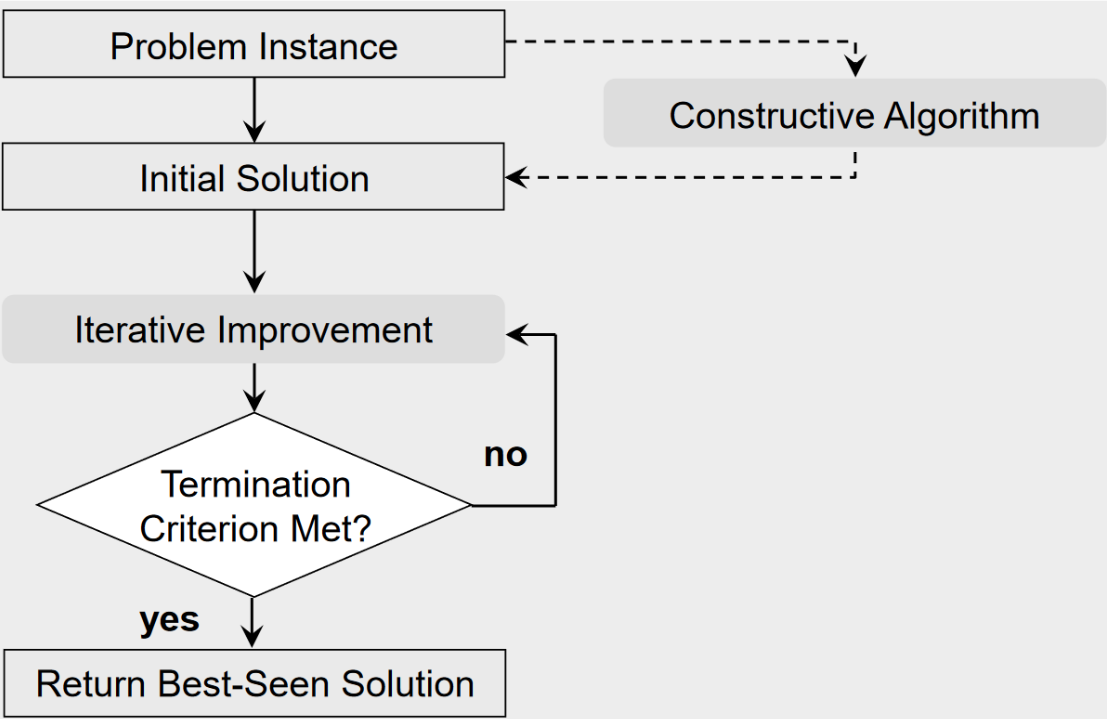 Problem Instance
Constructive Algorithm
Initial Solution
Iterative Improvement
no
Termination
Criterion Met?
yes
Return Best-Seen Solution